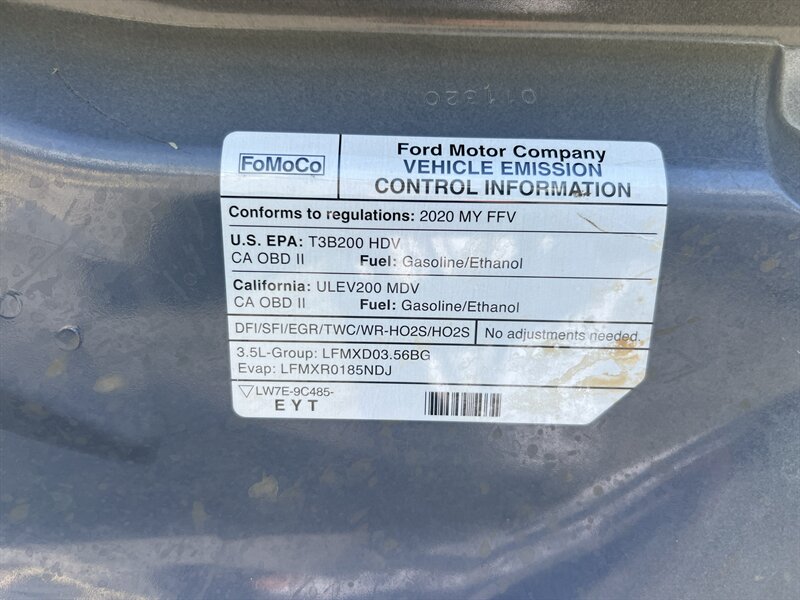 011320
FoMoCo
Ford Motor Company
VEHICLE EMISSION
CONTROL INFORMATION
Conforms to regulations: 2020 MY FFV
U.S. EPA: T3B200 HDV
CA OBD II Fuel: Gasoline/Ethanol
California: ULEV200 MDV
CA OBD II Fuel: Gasoline/Ethanol
DFI/SFI/EGR/TWC/WR-HO2S/HO2S No adjustments needed.
3.5L-Group: LFMXD03.56BG
Evap: LFMXR0185NDJ
LW7E-9C485-
EYT